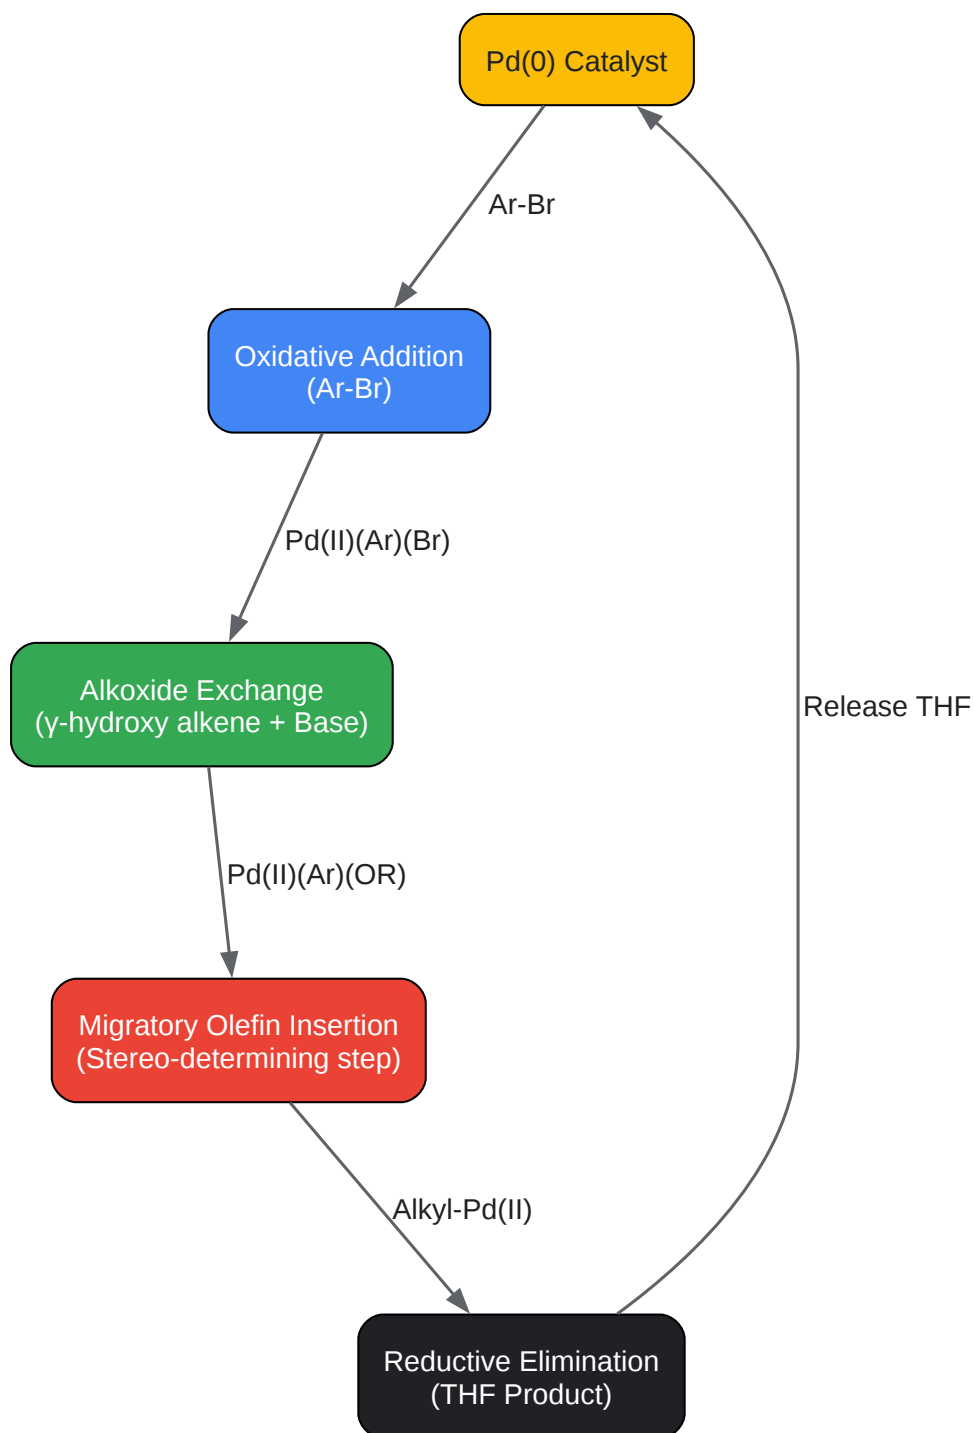 Pd(0) Catalyst
Ar-Br
Oxidative Addition
(Ar-Br)
Pd(II)(Ar)(Br)
Alkoxide Exchange
(γ-hydroxy alkene + Base)
Release THF
Pd(II)(Ar)(OR)
Migratory Olefin Insertion
(Stereo-determining step)
Alkyl-Pd(II)
Reductive Elimination
(THF Product)